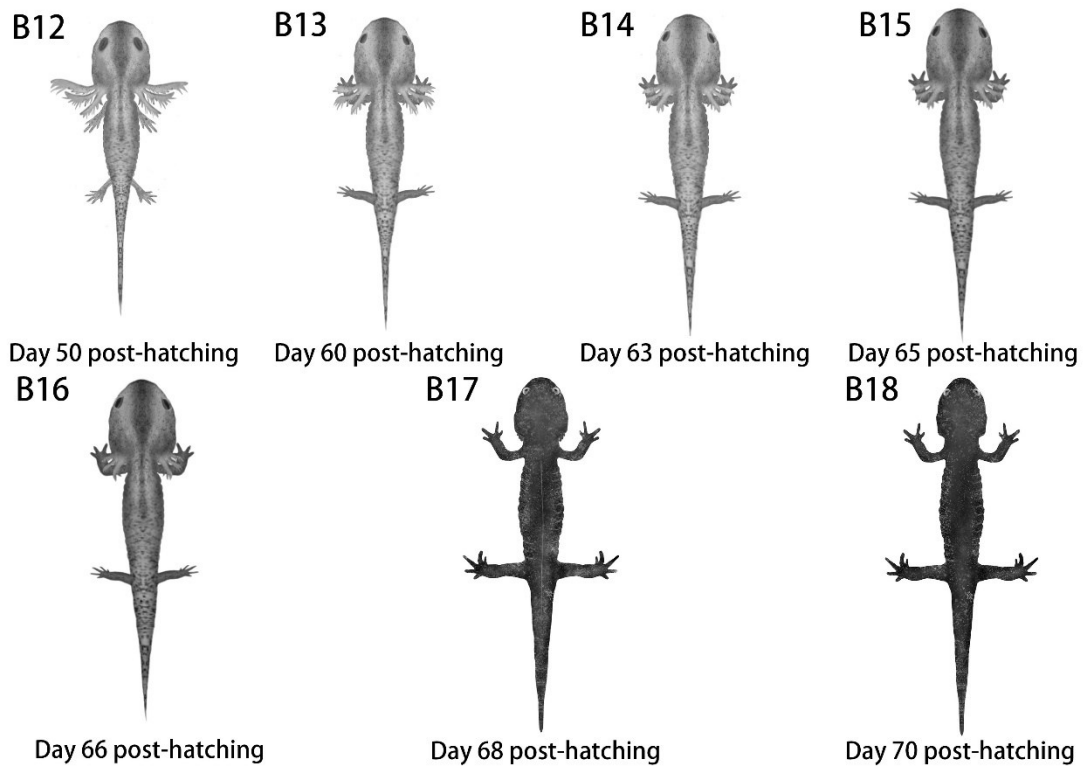 B12
B13
B14
B15
Day 50 post-hatching
Day 60 post-hatching
Day 63 post-hatching
Day 65 post-hatching
B16
B17
B18
Day 66 post-hatching
Day 68 post-hatching
Day 70 post-hatching